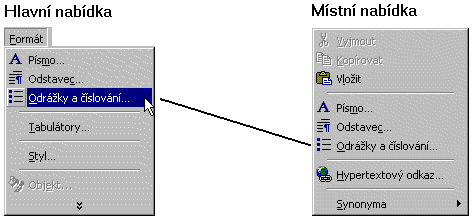 Hlavní nabídka
Formát
Písmo...
Odstavec...
Odrážky a číslování...
Tabulátory...
Styl...
Objekt...
Místní nabídka
Vyjmout
Kopírovat
Vložit
Písmo...
Odstavec...
Odrážky a číslování...
Hypertextový odkaz...
Synonyma